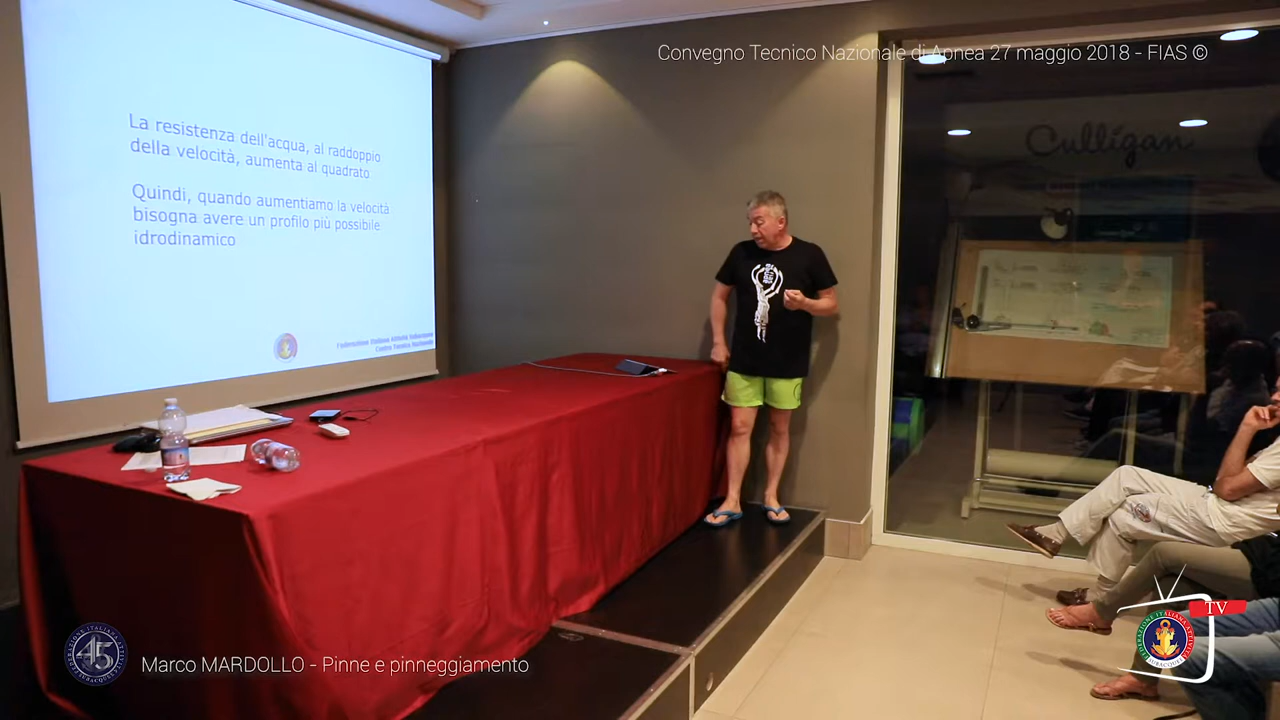 Convegno Tecnico Nazionale di Apnea 27 maggio 2018 - FIAS ©
La resistenza dell'acqua, al raddoppio
della velocità, aumenta al quadrato
Quindi, quando aumentiamo la velocità
bisogna avere un profilo più possibile
idrodinamico
Federazione Italiana Attività Subacquee
Centro Tecnico Nazionale
Culligan
TV
45
Marco MARDOLLO - Pinne e pinneggiamento